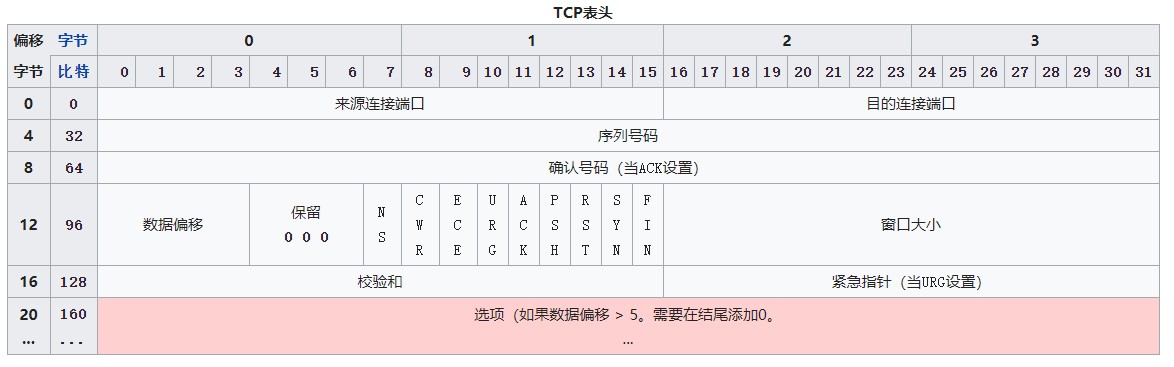 TCP表头
偏移 字节 0 1 2 3
字节 比特 0 1 2 3 4 5 6 7 8 9 10 11 12 13 14 15 16 17 18 19 20 21 22 23 24 25 26 27 28 29 30 31
0 0 来源连接端口 目的连接端口
4 32 序列号码
8 64 确认号码（当ACK设置）
12 96 数据偏移 保留 0 0 0 NS CWR ECE URG ACK PSH RST SYN FIN 窗口大小
16 128 校验和 紧急指针（当URG设置）
20 160 选项（如果数据偏移 > 5。需要在结尾添加0。
... ... ...